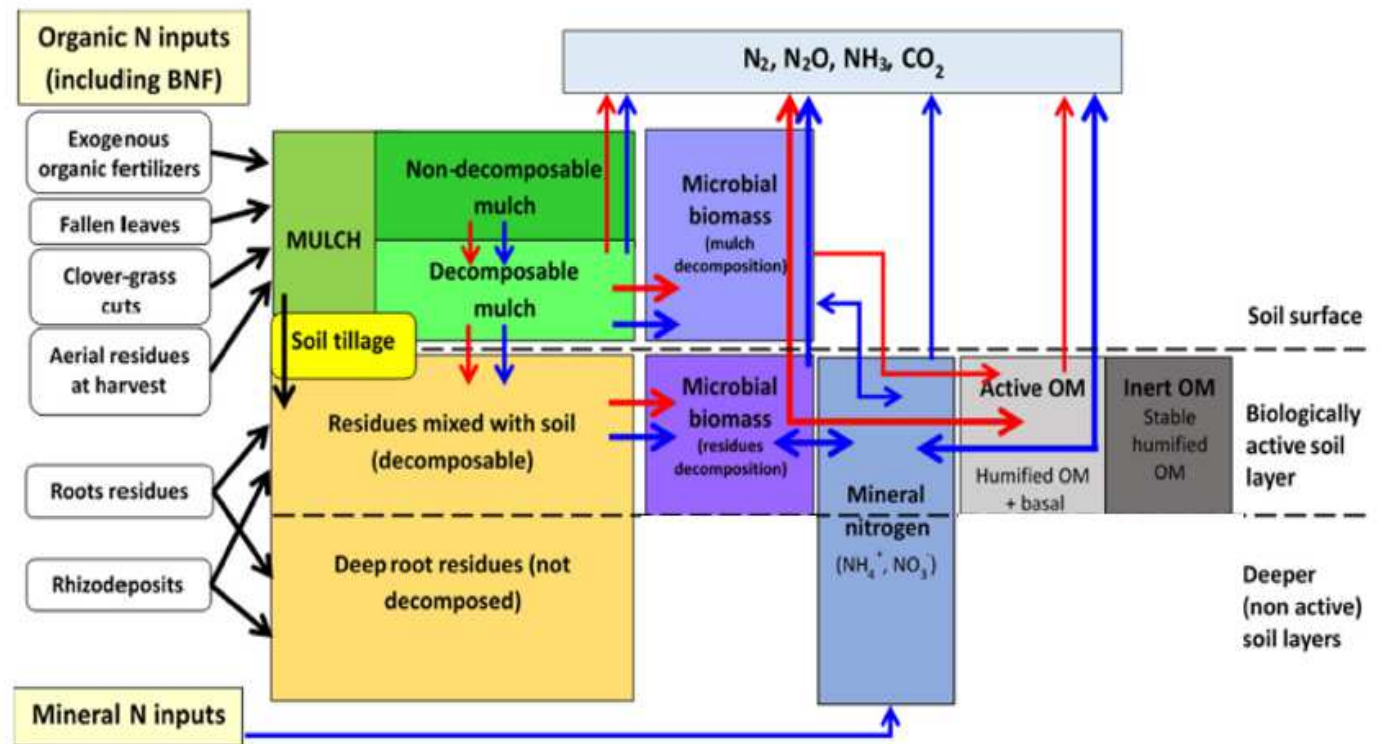 Organic N inputs
(including BNF)
N₂, N₂O, NH₃, CO₂
Exogenous
organic fertilizers
Fallen leaves
Clover-grass
cuts
Aerial residues
at harvest
Roots residues
Rhizodeposits
MULCH
Non-decomposable
mulch
Decomposable
mulch
Microbial
biomass
(mulch
decomposition)
Soil tillage
Residues mixed with soil
(decomposable)
Deep root residues (not
decomposed)
Microbial
biomass
(residues
decomposition)
Mineral
nitrogen
(NH₄⁺, NO₃⁻)
Active OM
Humified OM
+ basal
Inert OM
Stable
humified
OM
Soil surface
Biologically
active soil
layer
Deeper
(non active)
soil layers
Mineral N inputs